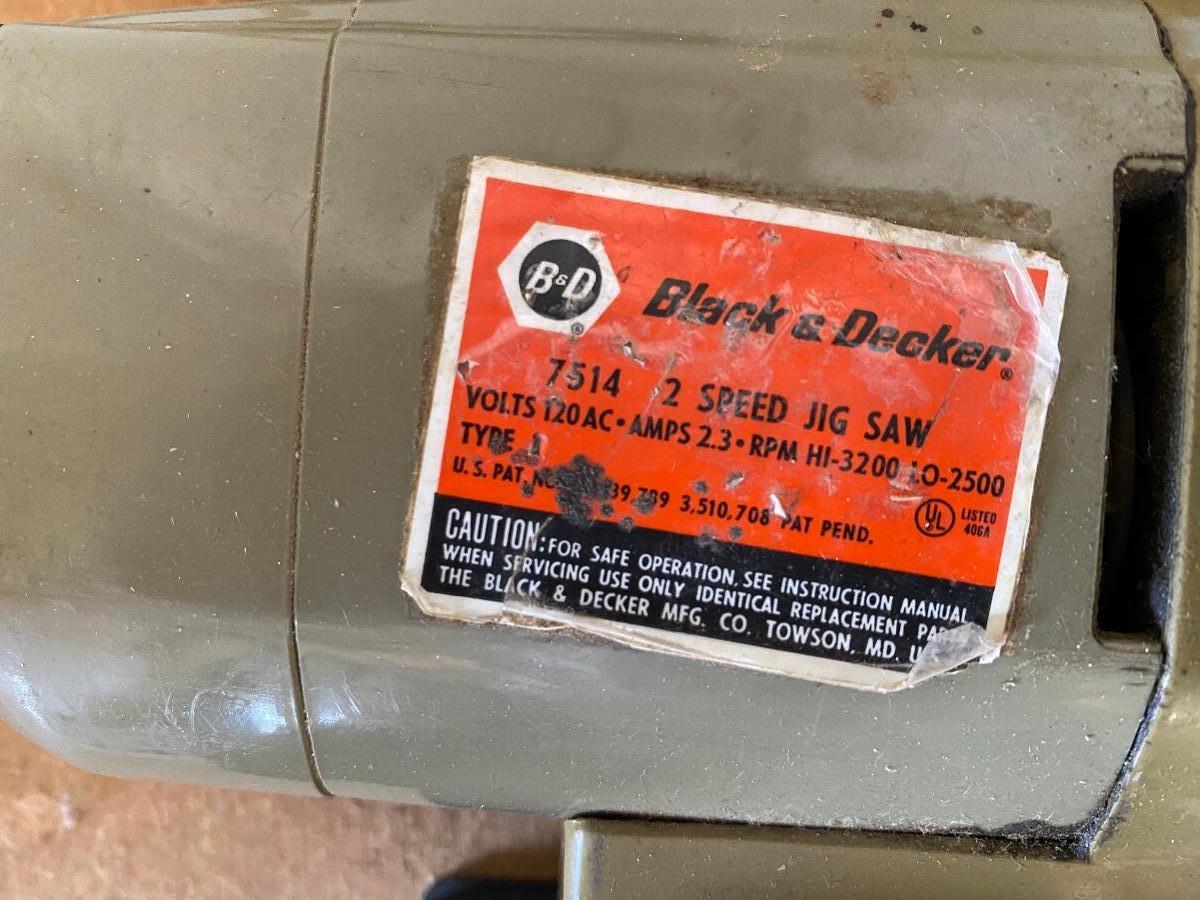 B&D ®
Black & Decker®
7514 2 SPEED JIG SAW
VOLTS 120 AC • AMPS 2.3 • RPM HI-3200 LO-2500
TYPE 1
U. S. PAT. 3,510,708 PAT PEND.
UL LISTED
406A
CAUTION: FOR SAFE OPERATION. SEE INSTRUCTION MANUAL
WHEN SERVICING USE ONLY IDENTICAL REPLACEMENT
THE BLACK & DECKER MFG. CO. TOWSON, MD.